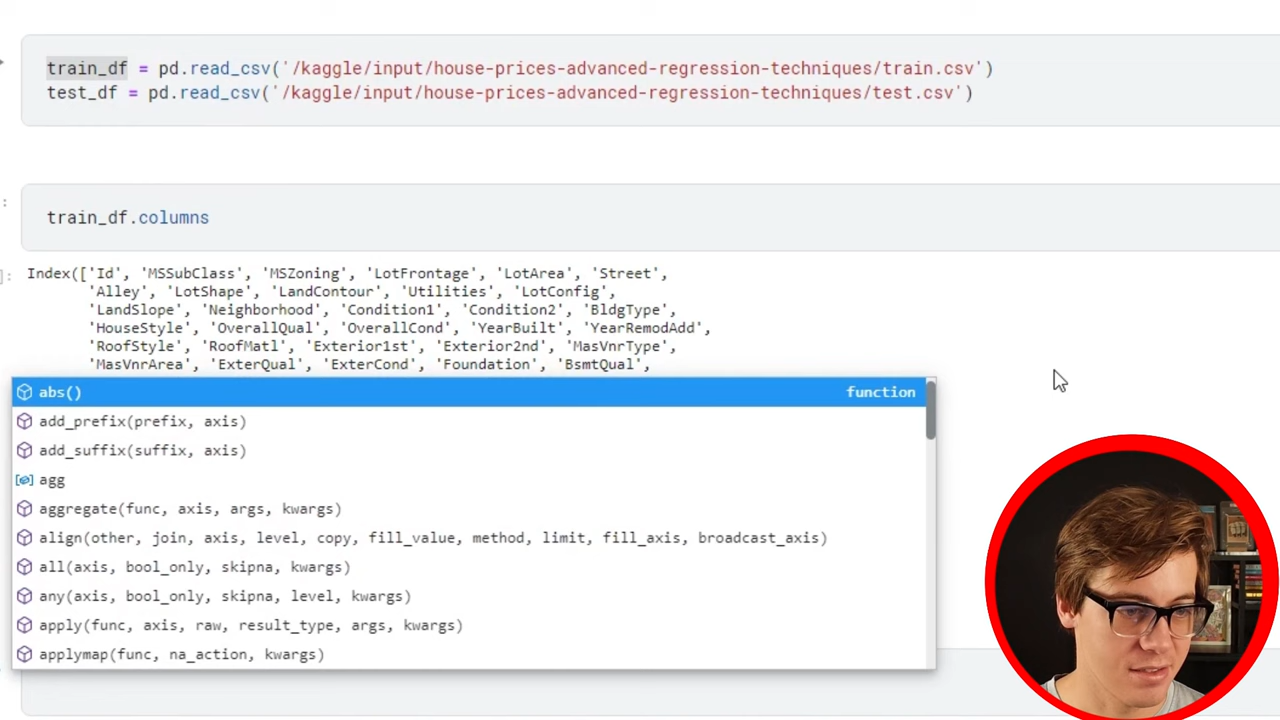 train_df = pd.read_csv('/kaggle/input/house-prices-advanced-regression-techniques/train.csv')
test_df = pd.read_csv('/kaggle/input/house-prices-advanced-regression-techniques/test.csv')
train_df.columns
Index(['Id', 'MSSubClass', 'MSZoning', 'LotFrontage', 'LotArea', 'Street',
'Alley', 'LotShape', 'LandContour', 'Utilities', 'LotConfig',
'LandSlope', 'Neighborhood', 'Condition1', 'Condition2', 'BldgType',
'HouseStyle', 'OverallQual', 'OverallCond', 'YearBuilt', 'YearRemodAdd',
'RoofStyle', 'RoofMatl', 'Exterior1st', 'Exterior2nd', 'MasVnrType',
'MasVnrArea', 'ExterQual', 'ExterCond', 'Foundation', 'BsmtQual',
abs() function
add_prefix(prefix, axis)
add_suffix(suffix, axis)
agg
aggregate(func, axis, args, kwargs)
align(other, join, axis, level, copy, fill_value, method, limit, fill_axis, broadcast_axis)
all(axis, bool_only, skipna, kwargs)
any(axis, bool_only, skipna, level, kwargs)
apply(func, axis, raw, result_type, args, kwargs)
applymap(func, na_action, kwargs)